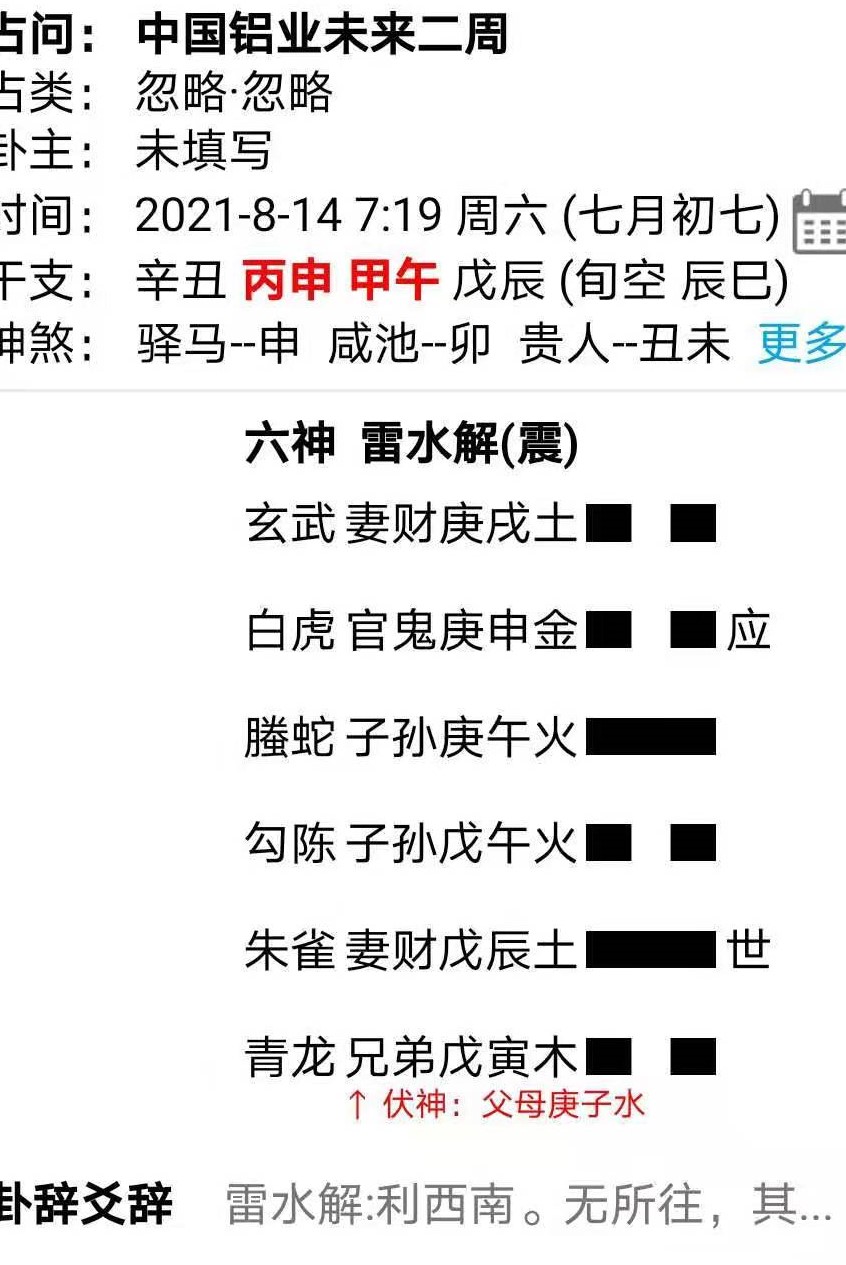 占问： 中国铝业未来二周
占类： 忽略·忽略
卦主： 未填写
时间： 2021-8-14 7:19 周六 (七月初七)
干支： 辛丑 丙申 甲午 戊辰 (旬空 辰巳)
神煞： 驿马--申 咸池--卯 贵人--丑未 更多
六神 雷水解(震)
玄武 妻财庚戌土
白虎 官鬼庚申金 应
螣蛇 子孙庚午火
勾陈 子孙戊午火
朱雀 妻财戊辰土 世
青龙 兄弟戊寅木
↑ 伏神：父母庚子水
卦辞爻辞 雷水解:利西南。无所往，其...